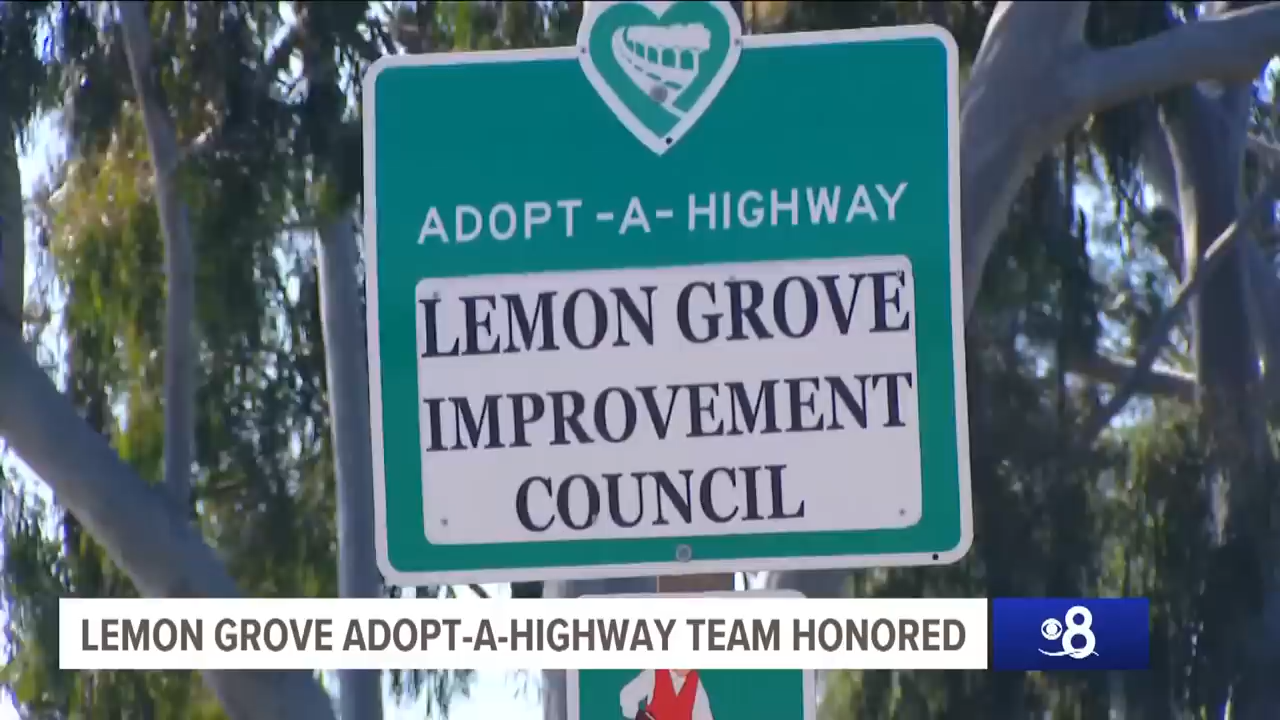 ADOPT-A-HIGHWAY
LEMON GROVE
IMPROVEMENT
COUNCIL
LEMON GROVE ADOPT-A-HIGHWAY TEAM HONORED
8